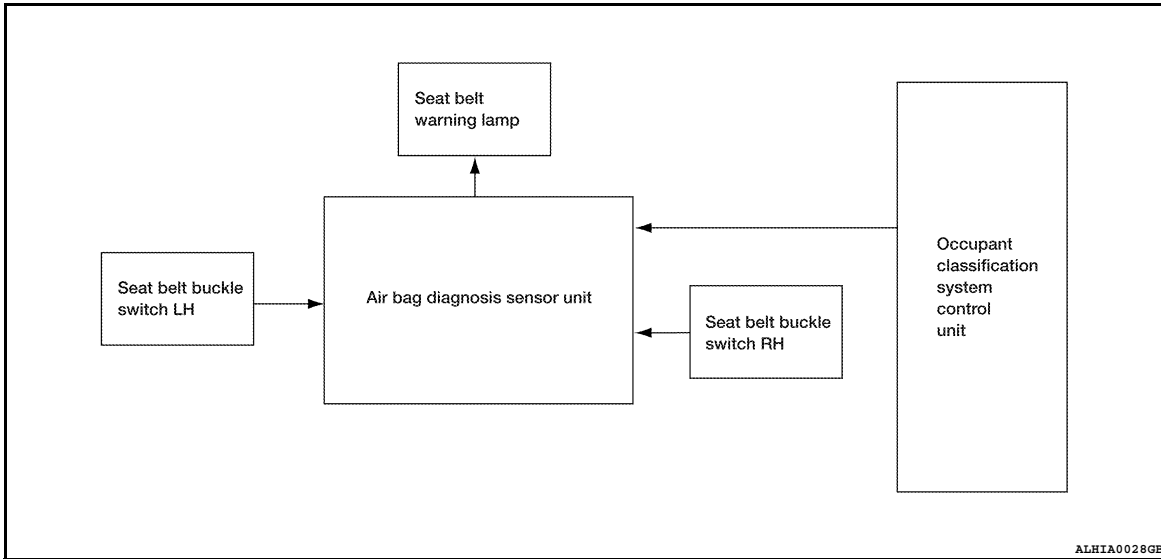 Seat belt
warning lamp
Occupant
classification
system
control
unit
Seat belt buckle
switch LH
Air bag diagnosis sensor unit
Seat belt buckle
switch RH
ALHIA0028GB